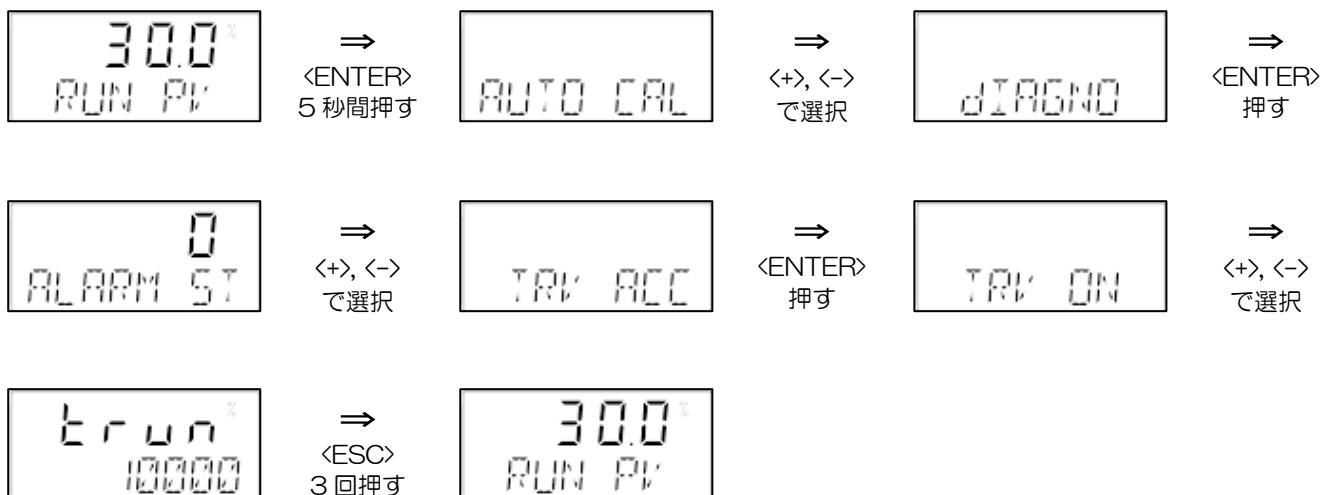 30.0 %
RUN PV
⇒
<ENTER>
5 秒間押す
AUTO CAL
⇒
<+>, <->
で選択
dIAGNO
⇒
<ENTER>
押す
0
ALARM ST
⇒
<+>, <->
で選択
TRV ACC
⇒
<ENTER>
押す
TRV ON
⇒
<+>, <->
で選択
trun %
10000
⇒
<ESC>
3 回押す
30.0 %
RUN PV